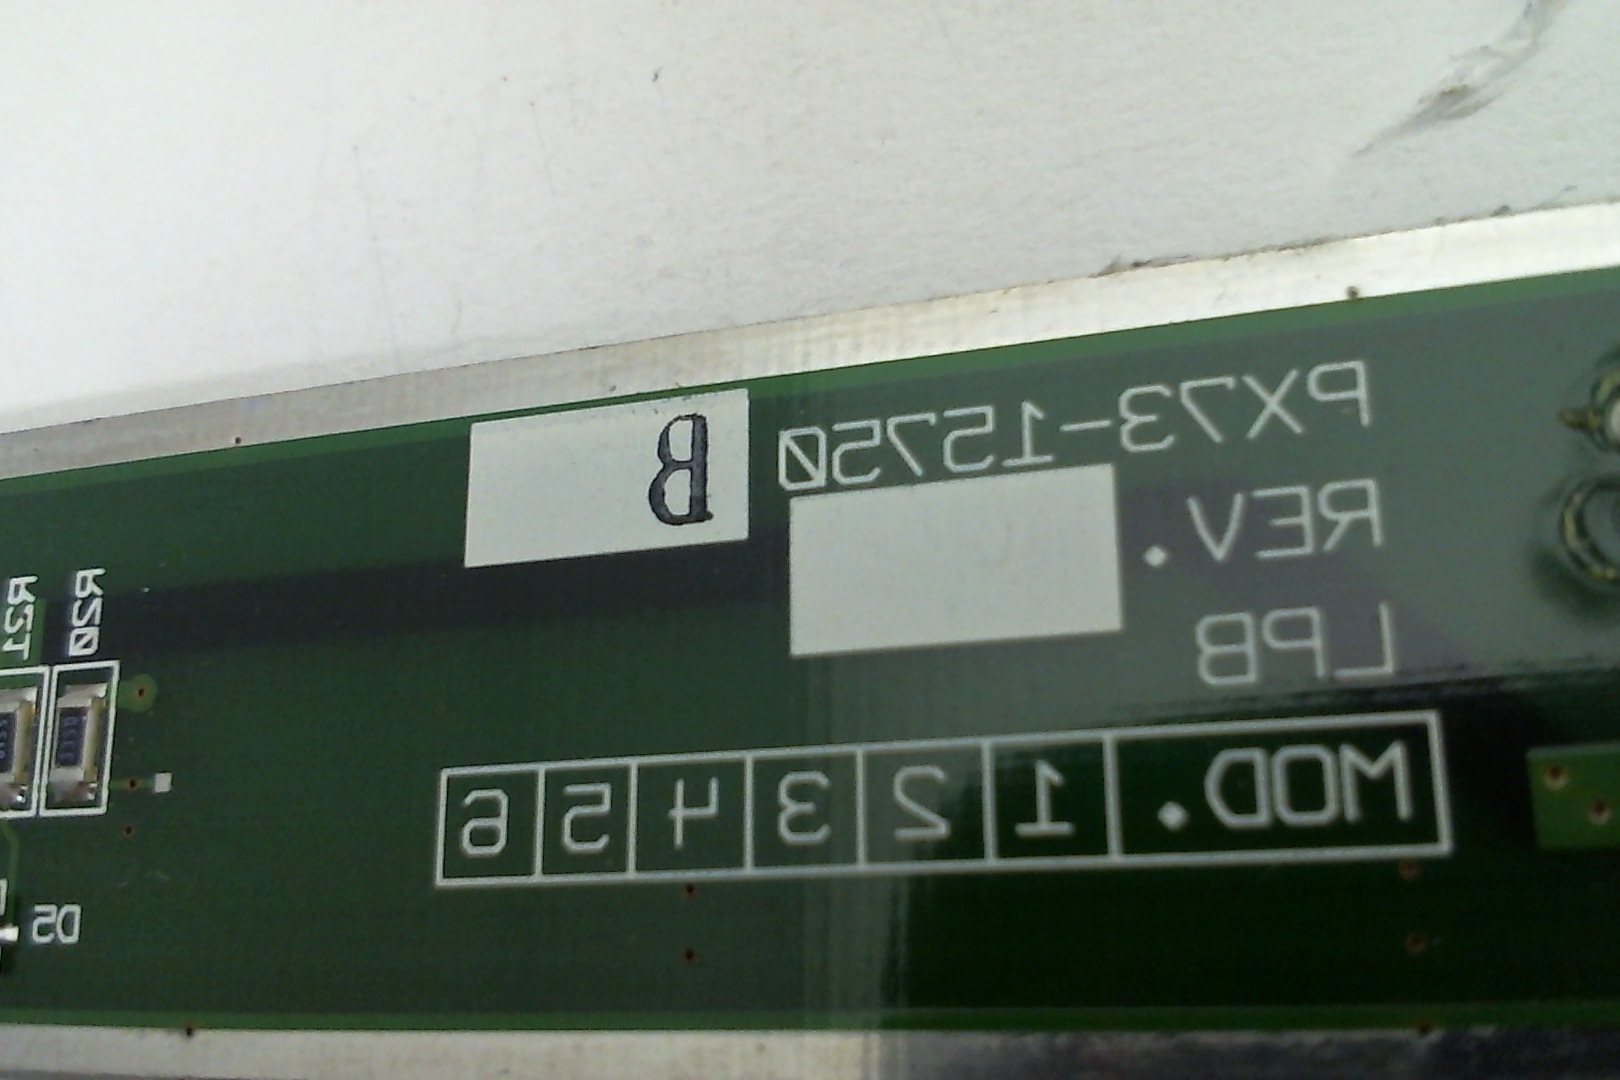 PX73-15750
B
REV.
LPB
MOD. 1 2 3 4 5 6
R20
R21
D5